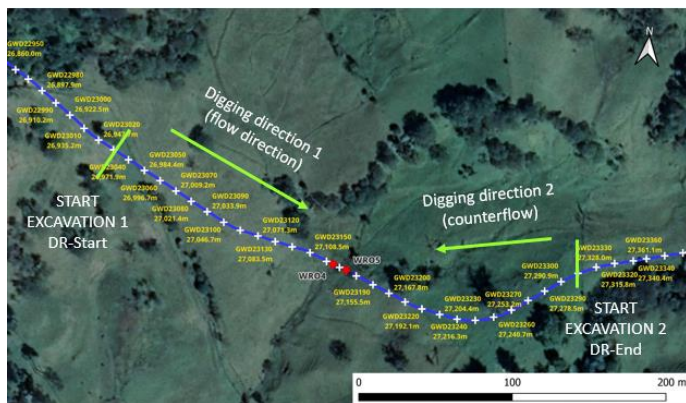 GWD22950
26,860.0m
GWD22980
26,887.9m
GWD23000
26,922.5m
GWD22990
26,910.2m
GWD23010
26,935.2m
GWD23020
GWD23040
26,971.9m
GWD23050
26,984.4m
GWD23060
26,996.7m
GWD23070
27,009.2m
GWD23080
27,021.4m
GWD23090
27,033.9m
GWD23100
27,046.7m
GWD23120
27,071.3m
GWD23130
27,083.5m
GWD23150
27,108.5m
WRO4
WRO5
GWD23190
27,155.5m
GWD23200
27,167.8m
GWD23220
27,192.1m
GWD23230
27,204.4m
GWD23240
27,216.3m
GWD23270
27,253.2m
GWD23260
27,240.7m
GWD23300
27,290.9m
GWD23290
27,278.5m
GWD23330
27,328.0m
GWD23320
27,315.8m
GWD23360
27,361.1m
GWD23340
27,340.4m
Digging direction 1
(flow direction)
Digging direction 2
(counterflow)
START
EXCAVATION 1
DR-Start
START
EXCAVATION 2
DR-End
N
0
100
200 m